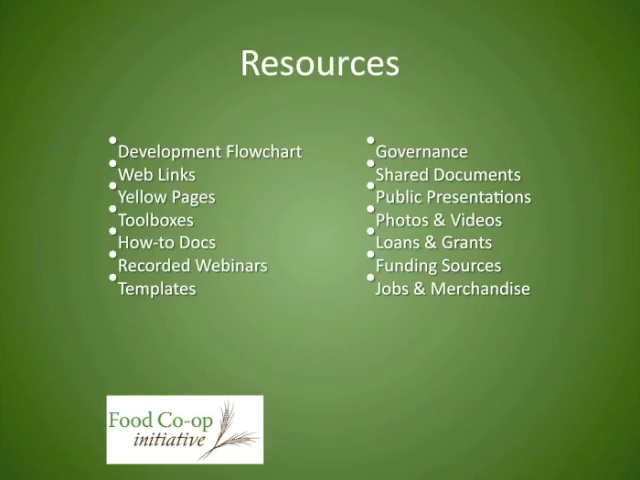 Resources
• Development Flowchart
• Web Links
• Yellow Pages
• Toolboxes
• How-to Docs
• Recorded Webinars
• Templates
• Governance
• Shared Documents
• Public Presentations
• Photos & Videos
• Loans & Grants
• Funding Sources
• Jobs & Merchandise
Food Co-op
initiative